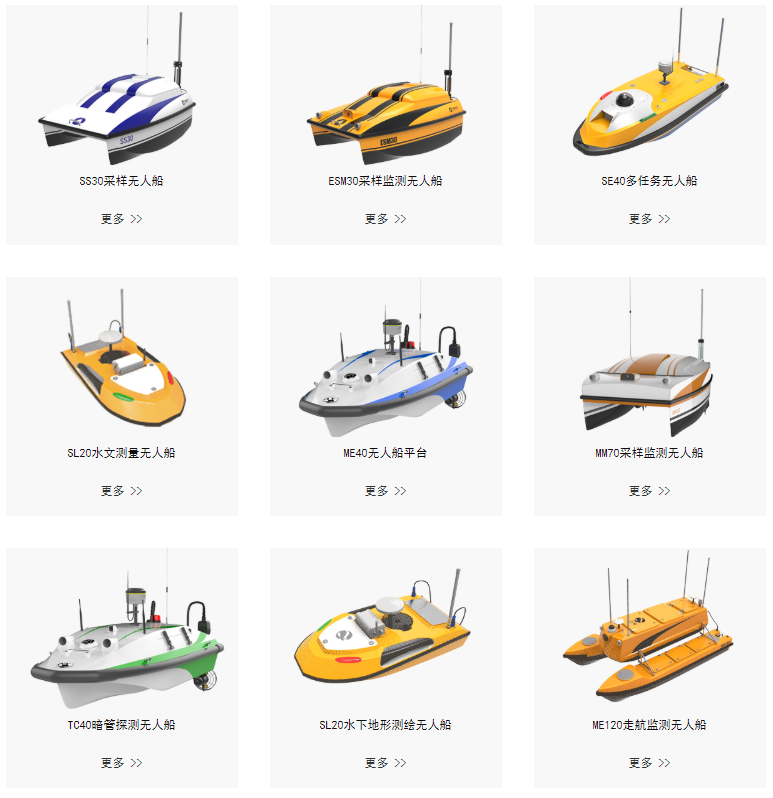 SS30
SS30采样无人船
更多 >>
ESM30
ESM30采样监测无人船
更多 >>
SE40多任务无人船
更多 >>
SL20水文测量无人船
更多 >>
ME40无人船平台
更多 >>
MM70采样监测无人船
更多 >>
TC40暗管探测无人船
更多 >>
SL20水下地形测绘无人船
更多 >>
ME120走航监测无人船
更多 >>